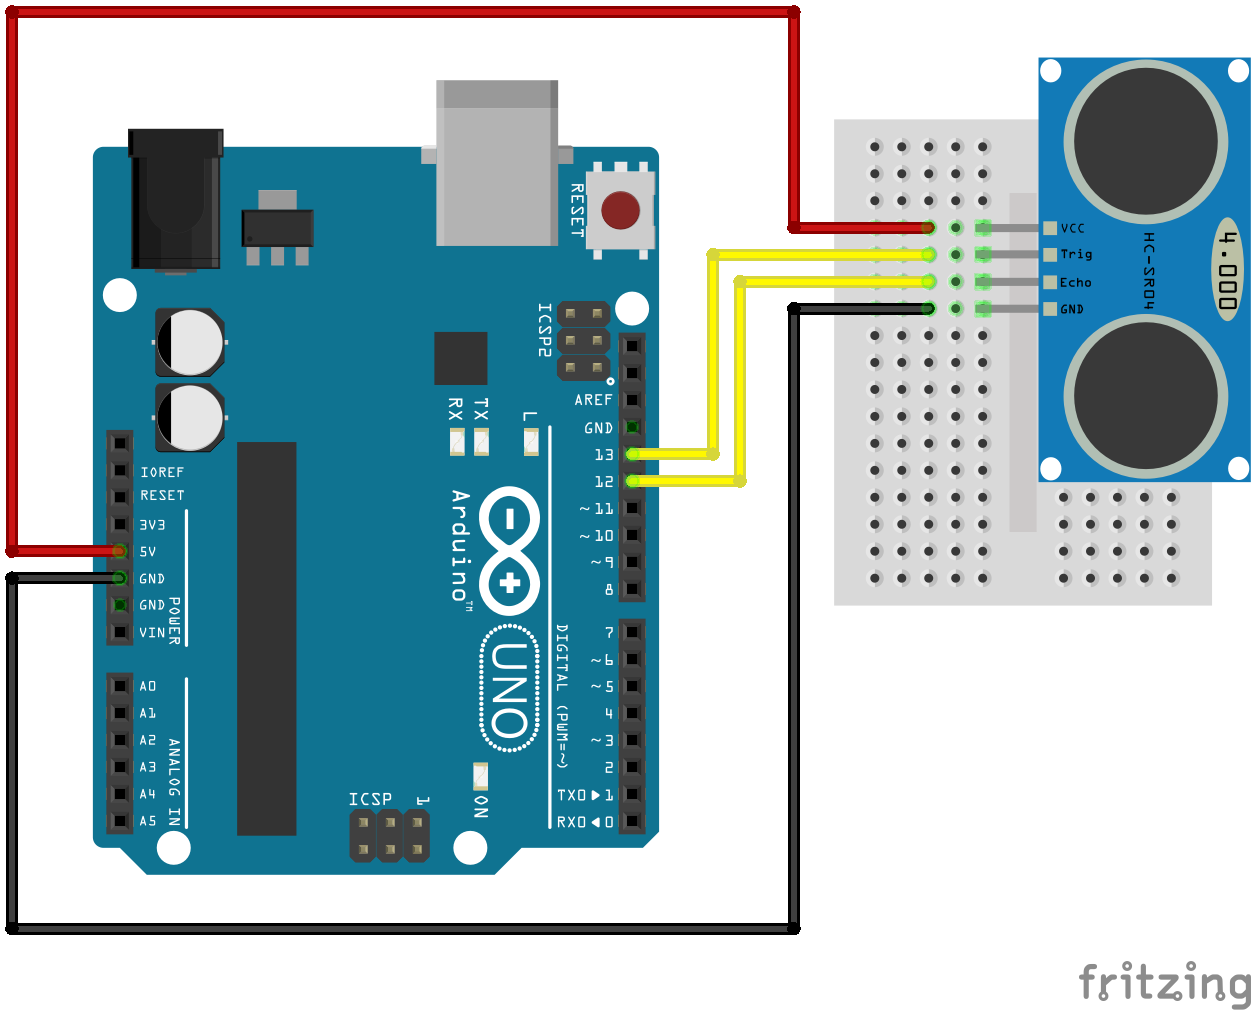 RESET
ICSP2
AREF
GND
13
12
~11
~10
~9
8
7
~6
~5
4
~3
2
TX0▶1
RX0◀0
DIGITAL (PWM=~)
RX
TX
L
Arduino™
UNO
ON
ICSP
1
IOREF
RESET
3V3
5V
GND
GND
VIN
POWER
A0
A1
A2
A3
A4
A5
ANALOG IN
VCC
Trig
Echo
GND
HC-SR04
4.000
fritzing